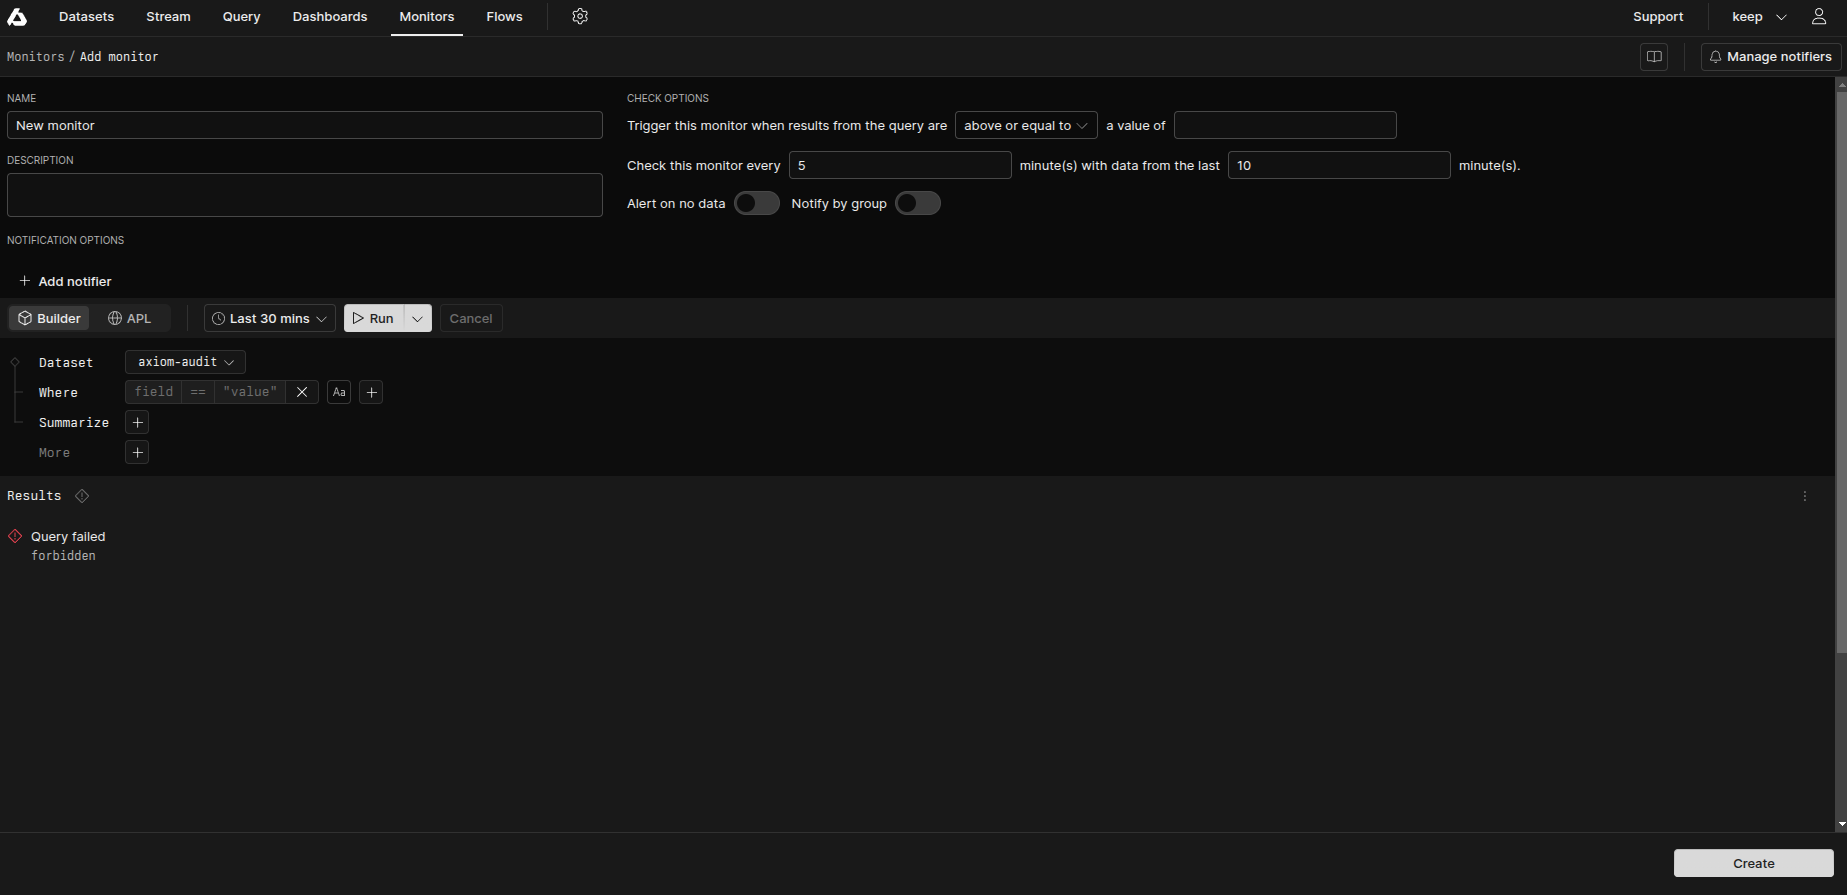 Datasets Stream Query Dashboards Monitors Flows Support keep
Monitors / Add monitor Manage notifiers
NAME
New monitor
DESCRIPTION
NOTIFICATION OPTIONS
+ Add notifier
CHECK OPTIONS
Trigger this monitor when results from the query are above or equal to a value of
Check this monitor every 5 minute(s) with data from the last 10 minute(s).
Alert on no data Notify by group
Builder APL Last 30 mins Run Cancel
Dataset axiom-audit
Where field == "value" Aa +
Summarize +
More +
Results
Query failed
forbidden
Create